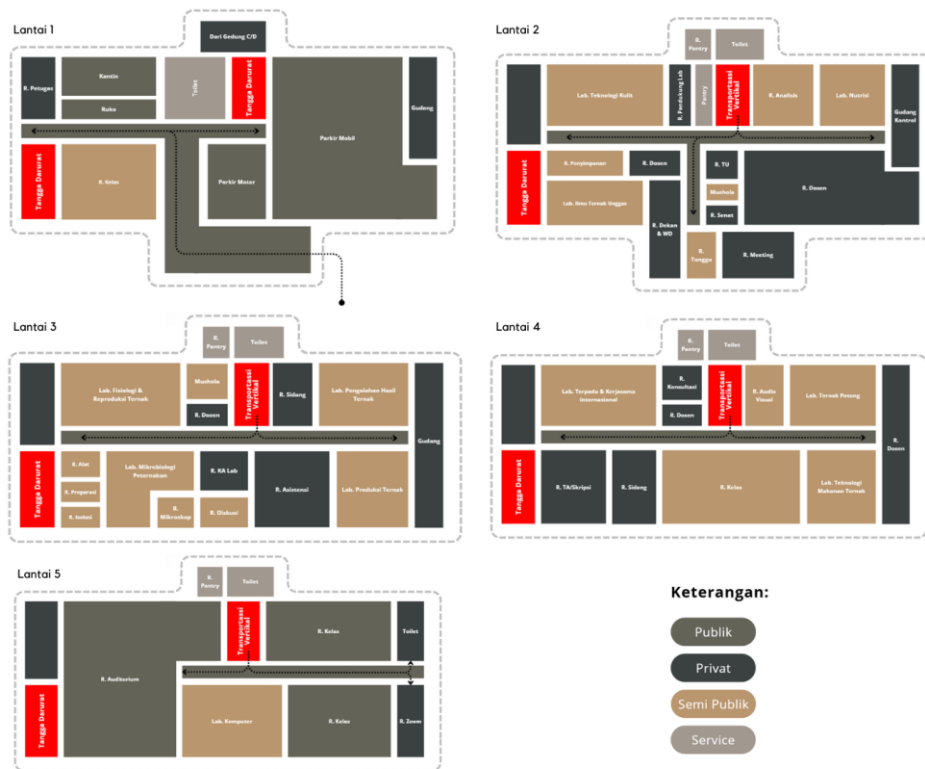 Lantai 1
Dari Gedung C/D
R. Petugas
Kantin
Ruko
Toilet
Tangga Darurat
Parkir Mobil
Gudang
Tangga Darurat
R. Kelas
Parkir Motor
Lantai 2
R. Pantry
Toilet
Lab. Teknologi Kulit
R. Pendukung Lab
Pantry
Transportassi Vertikal
R. Analisis
Lab. Nutrisi
Gudang Kontrol
Tangga Darurat
R. Penyimpanan
R. Dosen
R. TU
Mushola
R. Senat
R. Dosen
Lab. Ilmu Ternak Unggas
R. Dekan & WD
R. Tunggu
R. Meeting
Lantai 3
R. Pantry
Toilet
Lab. Fisiologi & Reproduksi Ternak
Mushola
R. Dosen
Transportassi Vertikal
R. Sidang
Lab. Pengolahan Hasil Ternak
Gudang
Tangga Darurat
R. Alat
R. Preparasi
R. Isolasi
Lab. Mikrobiologi Peternakan
R. Mikroskop
R. KA Lab
R. Diskusi
R. Asistensi
Lab. Produksi Ternak
Lantai 4
R. Pantry
Toilet
Lab. Terpadu & Kerjasama Internasional
R. Konsultasi
R. Dosen
Transportassi Vertikal
R. Audio Visual
Lab. Ternak Potong
R. Dosen
Tangga Darurat
R. TA/Skripsi
R. Sidang
R. Kelas
Lab. Teknologi Makanan Ternak
Lantai 5
R. Pantry
Toilet
Transportassi Vertikal
R. Kelas
Toilet
R. Auditorium
Tangga Darurat
Lab. Komputer
R. Kelas
R. Zoom
Keterangan:
Publik
Privat
Semi Publik
Service